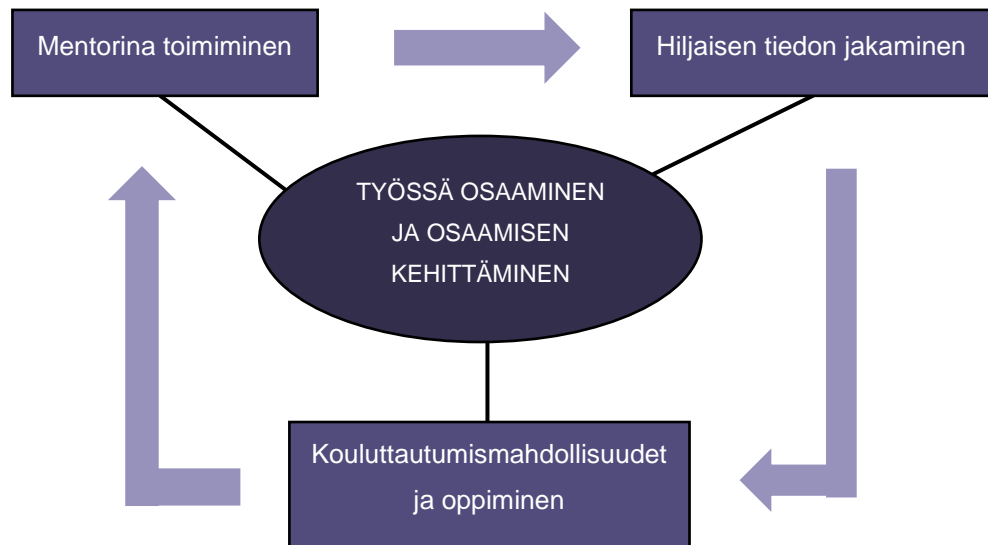 Mentorina toimiminen
Hiljaisen tiedon jakaminen
TYÖSSÄ OSAAMINEN
JA OSAAMISEN
KEHITTÄMINEN
Kouluttautumismahdollisuudet
ja oppiminen